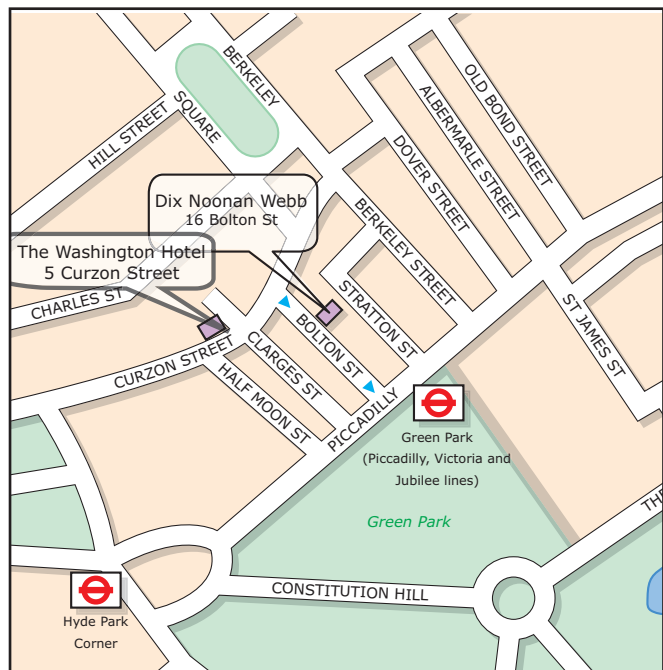 BERKELEY
SQUARE
HILL STREET
OLD BOND STREET
ALBERMARLE STREET
DOVER STREET
Dix Noonan Webb
16 Bolton St
BERKELEY STREET
The Washington Hotel
5 Curzon Street
CHARLES ST
STRATTON ST
BOLTON ST
ST JAMES ST
CURZON STREET
CLARGES ST
HALF MOON ST
PICCADILLY
Green Park
(Piccadilly, Victoria and
Jubilee lines)
THE
Green Park
CONSTITUTION HILL
Hyde Park
Corner